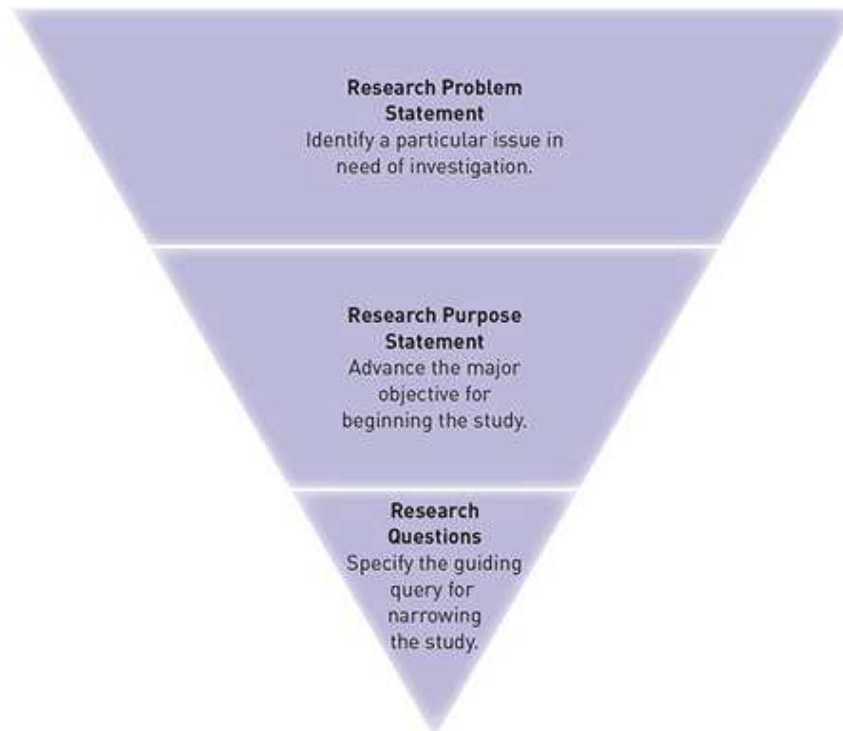 Research Problem
Statement
Identify a particular issue in
need of investigation.
Research Purpose
Statement
Advance the major
objective for
beginning the study.
Research
Questions
Specify the guiding
query for
narrowing
the study.